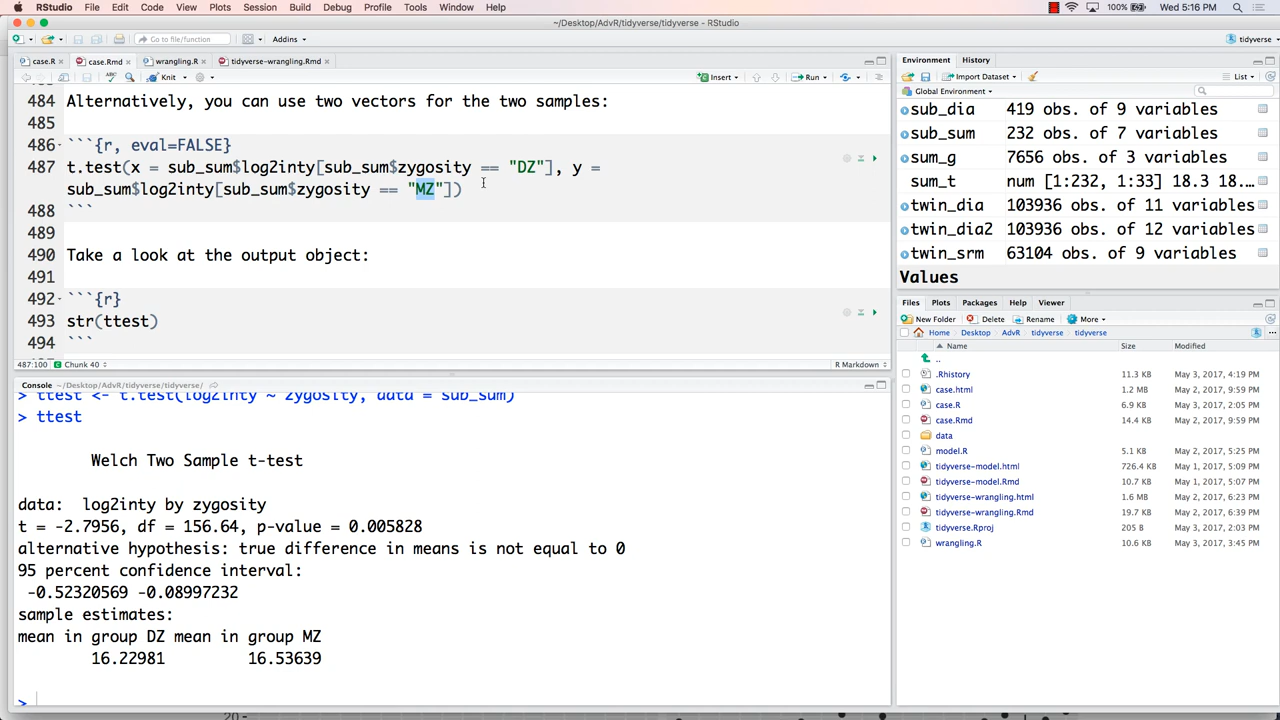 RStudio File Edit Code View Plots Session Build Debug Profile Tools Window Help 100% Wed 5:16 PM
~/Desktop/AdvR/tidyverse/tidyverse - RStudio
Go to file/function Addins tidyverse
case.R case.Rmd wrangling.R tidyverse-wrangling.Rmd
Knit Insert Run
484 Alternatively, you can use two vectors for the two samples:
485
486 ```{r, eval=FALSE}
487 t.test(x = sub_sum$log2inty[sub_sum$zygosity == "DZ"], y =
sub_sum$log2inty[sub_sum$zygosity == "MZ"])
488 ```
489
490 Take a look at the output object:
491
492 ```{r}
493 str(ttest)
494 ```
487:100 Chunk 40 R Markdown
Console ~/Desktop/AdvR/tidyverse/tidyverse/
> ttest <- t.test(log2inty ~ zygosity, data = sub_sum)
> ttest
Welch Two Sample t-test
data: log2inty by zygosity
t = -2.7956, df = 156.64, p-value = 0.005828
alternative hypothesis: true difference in means is not equal to 0
95 percent confidence interval:
-0.52320569 -0.08997232
sample estimates:
mean in group DZ mean in group MZ
16.22981 16.53639
>
20
Environment History
Import Dataset List
Global Environment
sub_dia 419 obs. of 9 variables
sub_sum 232 obs. of 7 variables
sum_g 7656 obs. of 3 variables
sum_t num [1:232, 1:33] 18.3 18.…
twin_dia 103936 obs. of 11 variables
twin_dia2 103936 obs. of 12 variables
twin_srm 63104 obs. of 9 variables
Values
Files Plots Packages Help Viewer
New Folder Delete Rename More
Home Desktop AdvR tidyverse tidyverse
Name Size Modified
..
.Rhistory 11.3 KB May 3, 2017, 4:19 PM
case.html 1.2 MB May 3, 2017, 9:59 PM
case.R 6.9 KB May 3, 2017, 2:05 PM
case.Rmd 14.4 KB May 3, 2017, 9:59 PM
data
model.R 5.1 KB May 2, 2017, 5:25 PM
tidyverse-model.html 726.4 KB May 1, 2017, 5:09 PM
tidyverse-model.Rmd 10.7 KB May 1, 2017, 5:07 PM
tidyverse-wrangling.html 1.6 MB May 2, 2017, 6:23 PM
tidyverse-wrangling.Rmd 19.7 KB May 2, 2017, 6:39 PM
tidyverse.Rproj 205 B May 3, 2017, 2:03 PM
wrangling.R 10.6 KB May 3, 2017, 3:45 PM